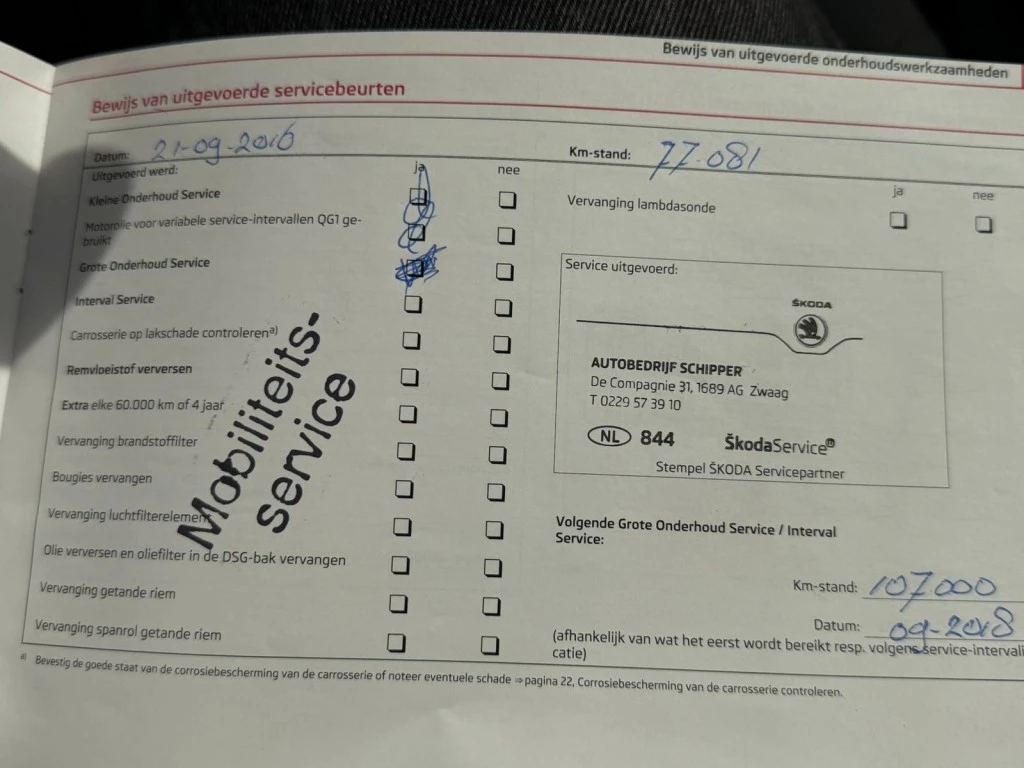 Bewijs van uitgevoerde onderhoudswerkzaamheden
Bewijs van uitgevoerde servicebeurten
Datum: 21-09-2016
Km-stand: 77.081
Uitgevoerd werd:
ja nee
Kleine Onderhoud Service
Motorolie voor variabele service-intervallen QG1 ge-
bruikt
Grote Onderhoud Service
Interval Service
Carrosserie op lakschade controleren a)
Remvloeistof verversen
Extra elke 60.000 km of 4 jaar
Vervanging brandstoffilter
Bougies vervangen
Vervanging luchtfilterelement
Olie verversen en oliefilter in de DSG-bak vervangen
Vervanging getande riem
Vervanging spanrol getande riem
Mobiliteits-
service
ja nee
Vervanging lambdasonde
Service uitgevoerd:
ŠKODA
AUTOBEDRIJF SCHIPPER
De Compagnie 31, 1689 AG Zwaag
T 0229 57 39 10
NL 844 ŠkodaService®
Stempel ŠKODA Servicepartner
Volgende Grote Onderhoud Service / Interval
Service:
Km-stand: 107000
Datum: 09-2018
(afhankelijk van wat het eerst wordt bereikt resp. volgens service-intervali
catie)
a) Bevestig de goede staat van de corrosiebescherming van de carrosserie of noteer eventuele schade ⇒ pagina 22, Corrosiebescherming van de carrosserie controleren.